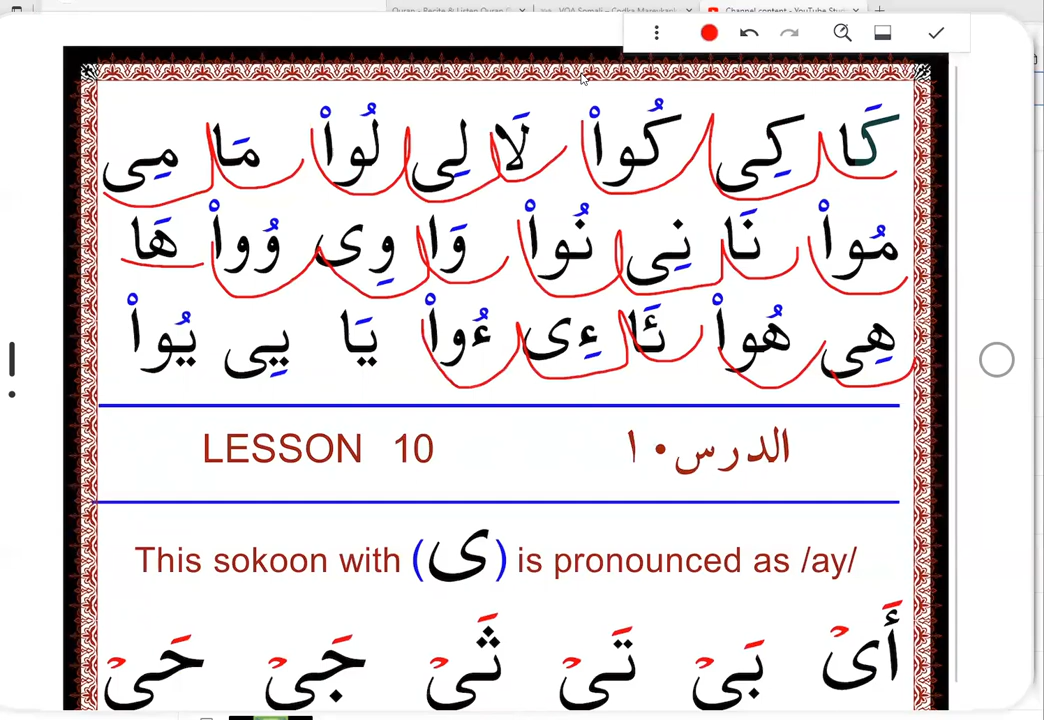 كَا كِى كُواْ لَا لِى لُواْ مَا مِى
مُواْ نَا نِى نُواْ وَا وِى وُواْ هَا
هِى هُواْ ئَا ءِى ءُواْ يَا يِى يُواْ
LESSON 10 الدرس ١٠
This sokoon with (ى) is pronounced as /ay/
أَىْ بَىْ تَىْ ثَىْ جَىْ حَىْ